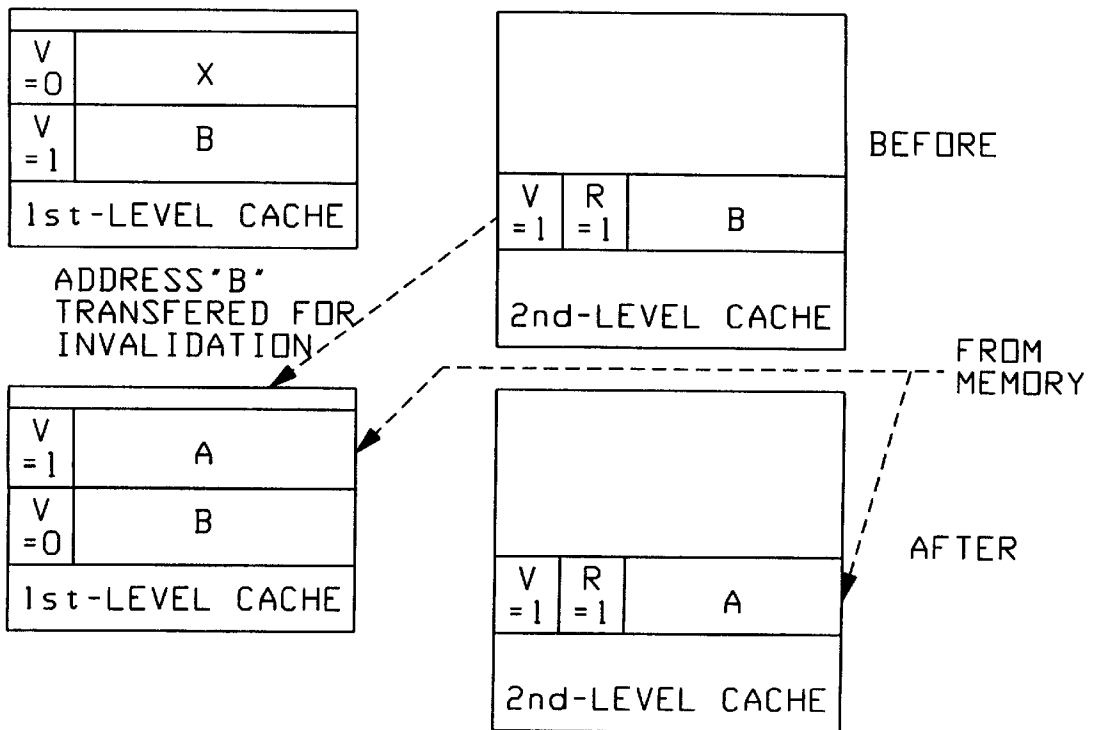 V
=0
X
V
=1
B
1st-LEVEL CACHE
V
=1
R
=1
B
2nd-LEVEL CACHE
BEFORE
ADDRESS"B"
TRANSFERED FOR
INVALIDATION
FROM
MEMORY
V
=1
A
V
=0
B
1st-LEVEL CACHE
V
=1
R
=1
A
2nd-LEVEL CACHE
AFTER